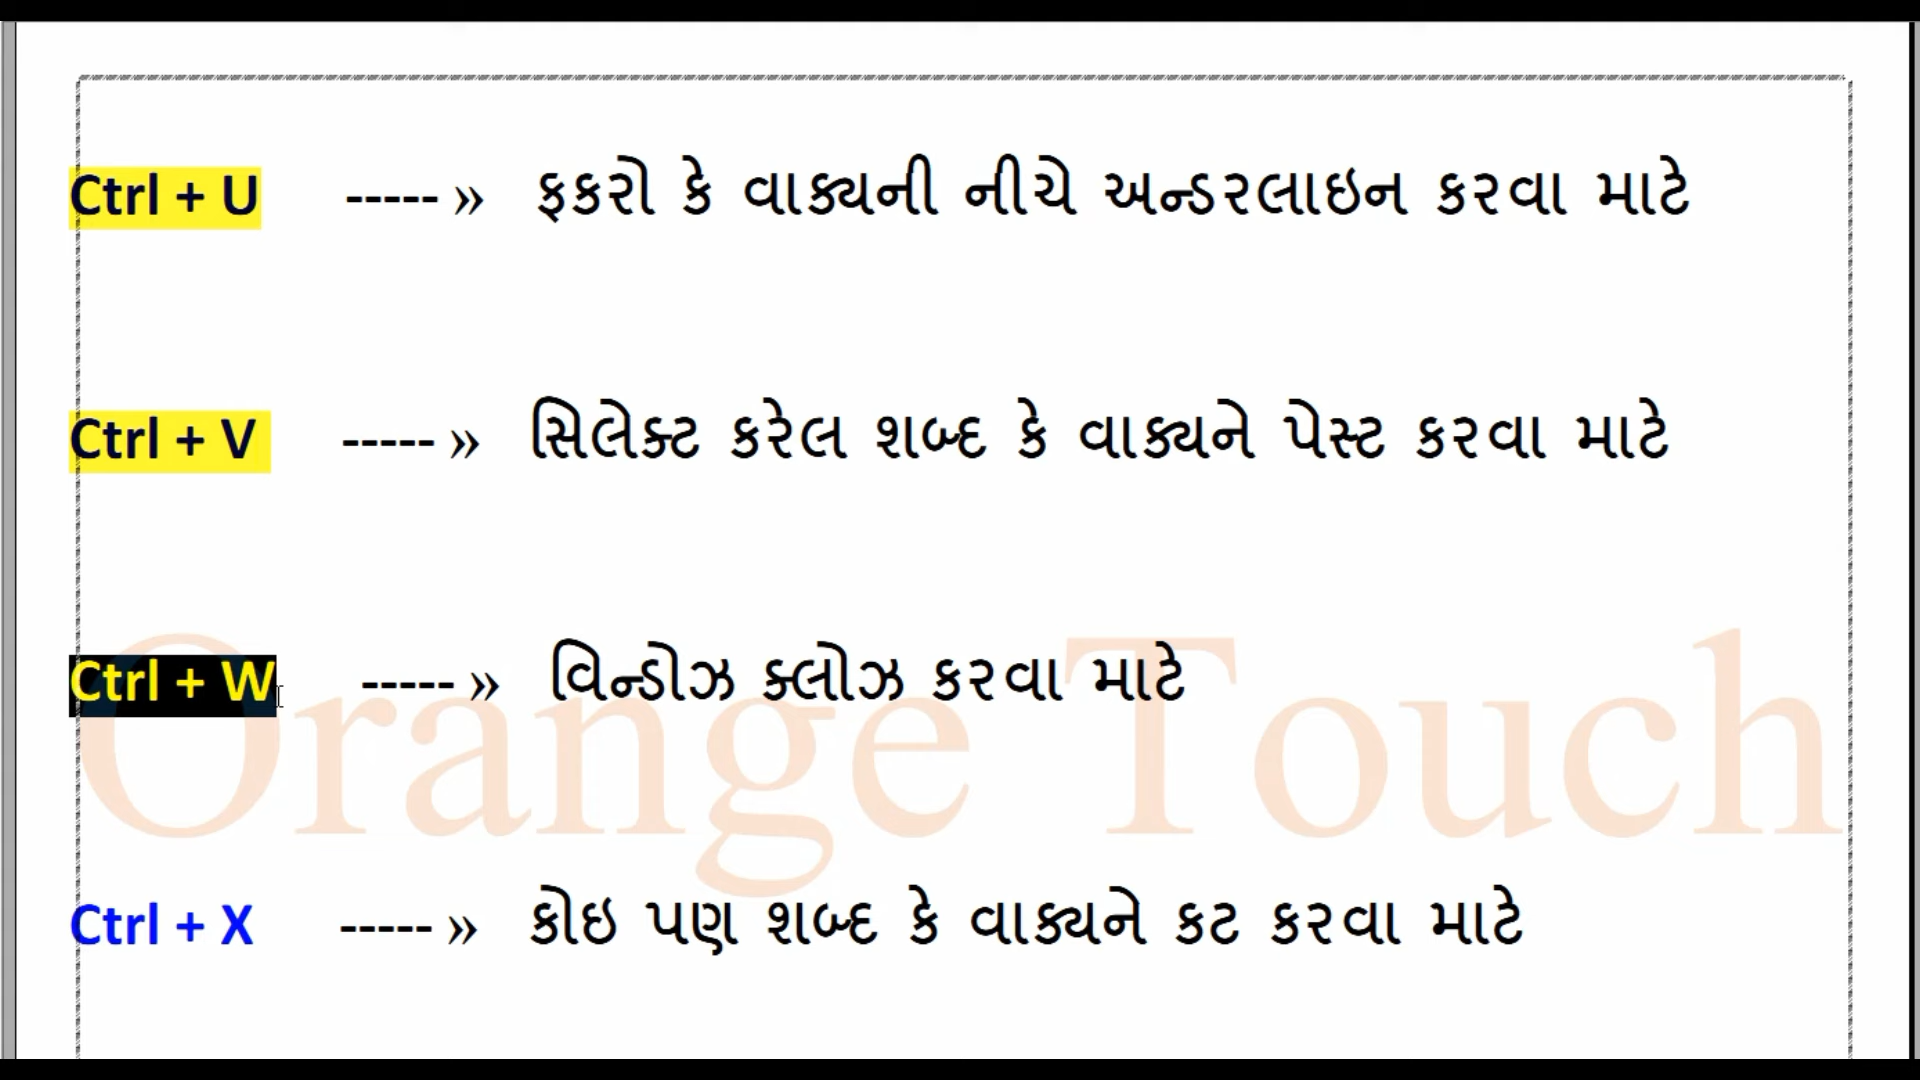 Ctrl + U ----- » ફકરો કે વાક્યની નીચે અન્ડરલાઇન કરવા માટે
Ctrl + V ----- » સિલેક્ટ કરેલ શબ્દ કે વાક્યને પેસ્ટ કરવા માટે
Ctrl + W ----- » વિન્ડોઝ ક્લોઝ કરવા માટે
Orange Touch
Ctrl + X ----- » કોઇ પણ શબ્દ કે વાક્યને કટ કરવા માટે